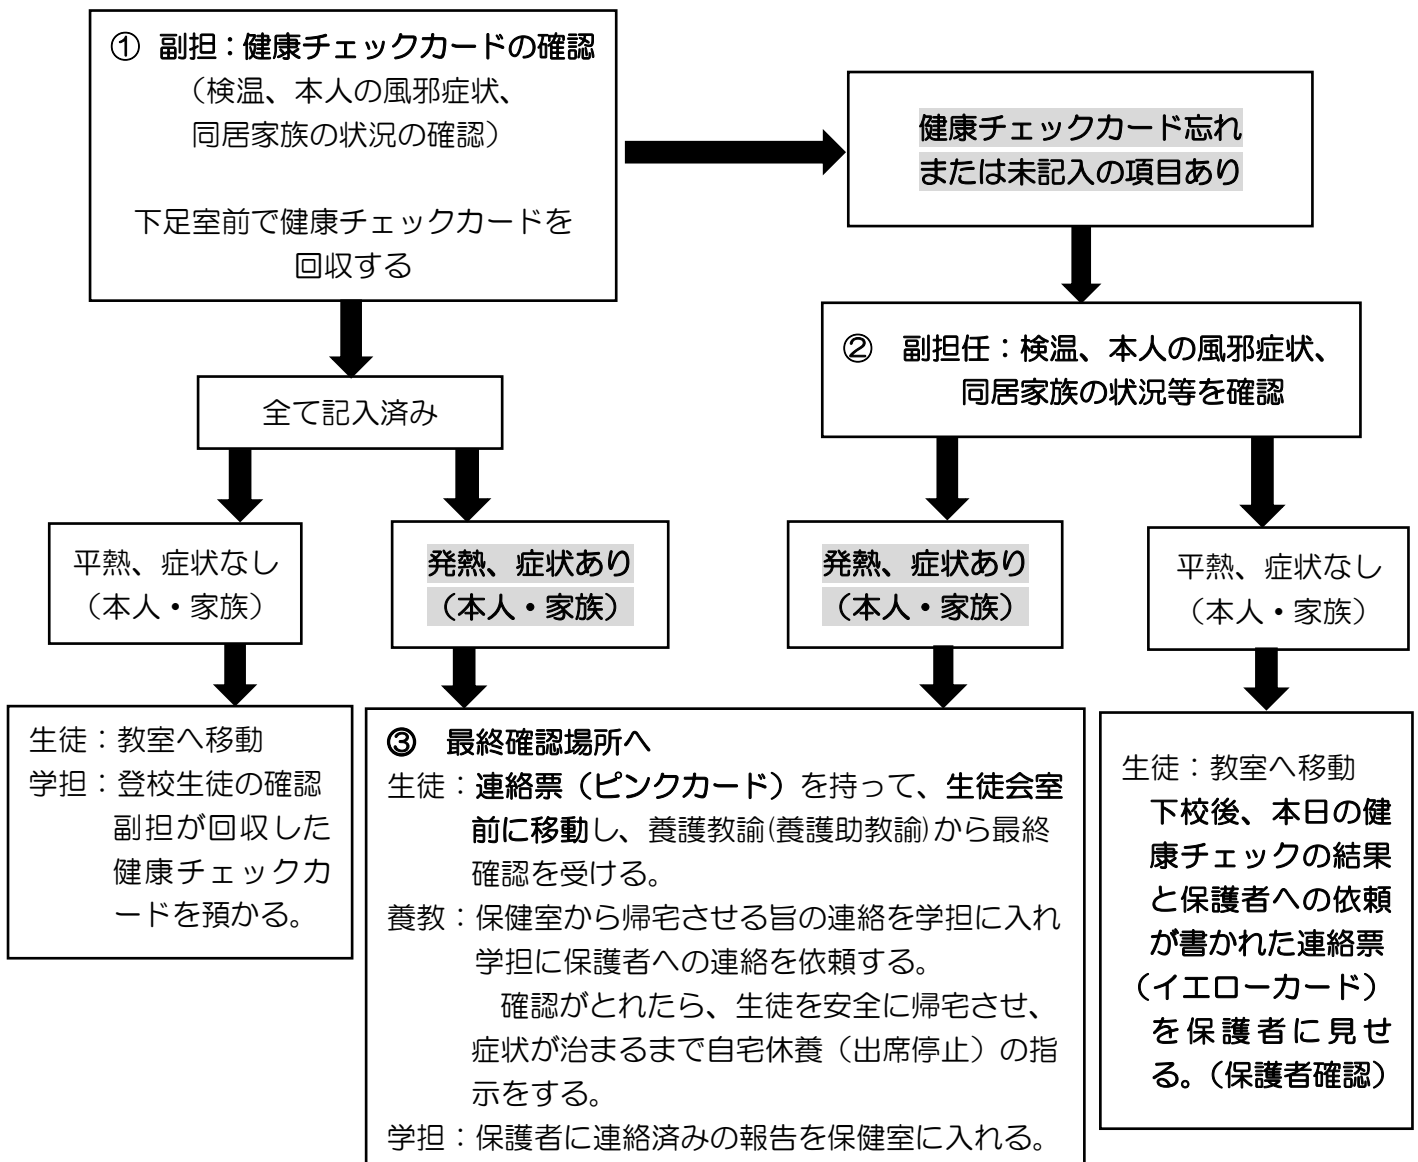 ① 副担：健康チェックカードの確認
（検温、本人の風邪症状、
同居家族の状況の確認）
下足室前で健康チェックカードを
回収する
健康チェックカード忘れ
または未記入の項目あり
② 副担任：検温、本人の風邪症状、
同居家族の状況等を確認
全て記入済み
平熱、症状なし
（本人・家族）
発熱、症状あり
（本人・家族）
発熱、症状あり
（本人・家族）
平熱、症状なし
（本人・家族）
生徒：教室へ移動
学担：登校生徒の確認
副担が回収した
健康チェックカ
ードを預かる。
③ 最終確認場所へ
生徒：連絡票（ピンクカード）を持って、生徒会室
前に移動し、養護教諭(養護助教諭)から最終
確認を受ける。
養教：保健室から帰宅させる旨の連絡を学担に入れ
学担に保護者への連絡を依頼する。
確認がとれたら、生徒を安全に帰宅させ、
症状が治まるまで自宅休養（出席停止）の指
示をする。
学担：保護者に連絡済みの報告を保健室に入れる。
生徒：教室へ移動
下校後、本日の健
康チェックの結果
と保護者への依頼
が書かれた連絡票
（イエローカード）
を保護者に見せ
る。（保護者確認）